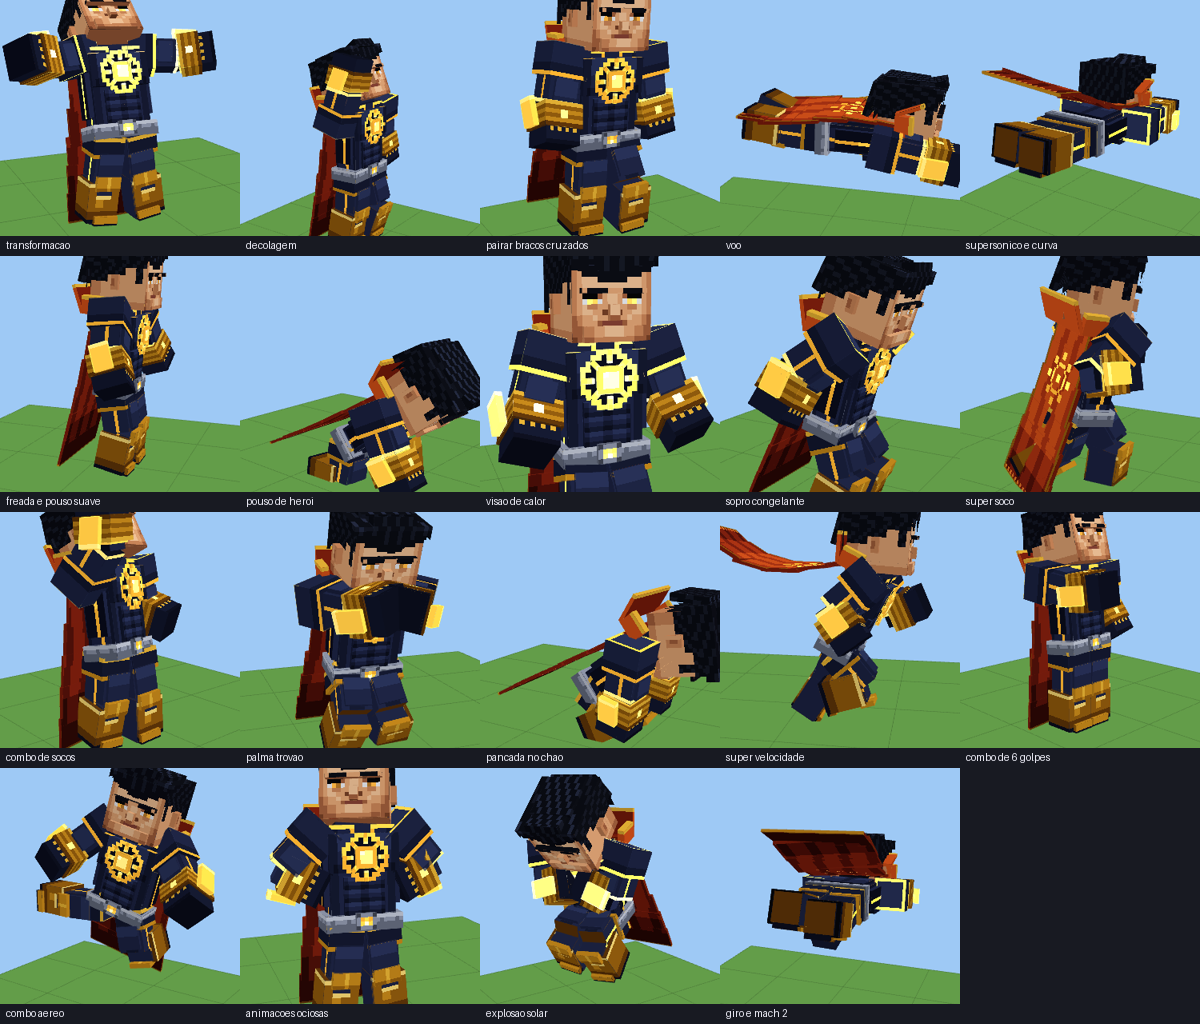 transformacao
decolagem
pairar bracos cruzados
voo
supersonico e curva
freada e pouso suave
pouso de heroi
visao de calor
sopro congelante
super soco
combo de socos
palma trovao
pancada no chao
super velocidade
combo de 6 golpes
combo aereo
animacoes ociosas
explosao solar
giro e mach 2